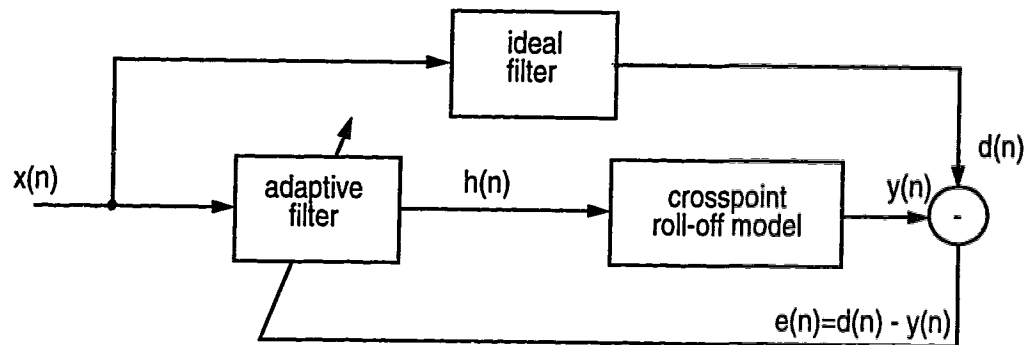 ideal
filter
x(n)
adaptive
filter
h(n)
crosspoint
roll-off model
y(n)
d(n)
-
e(n)=d(n) - y(n)